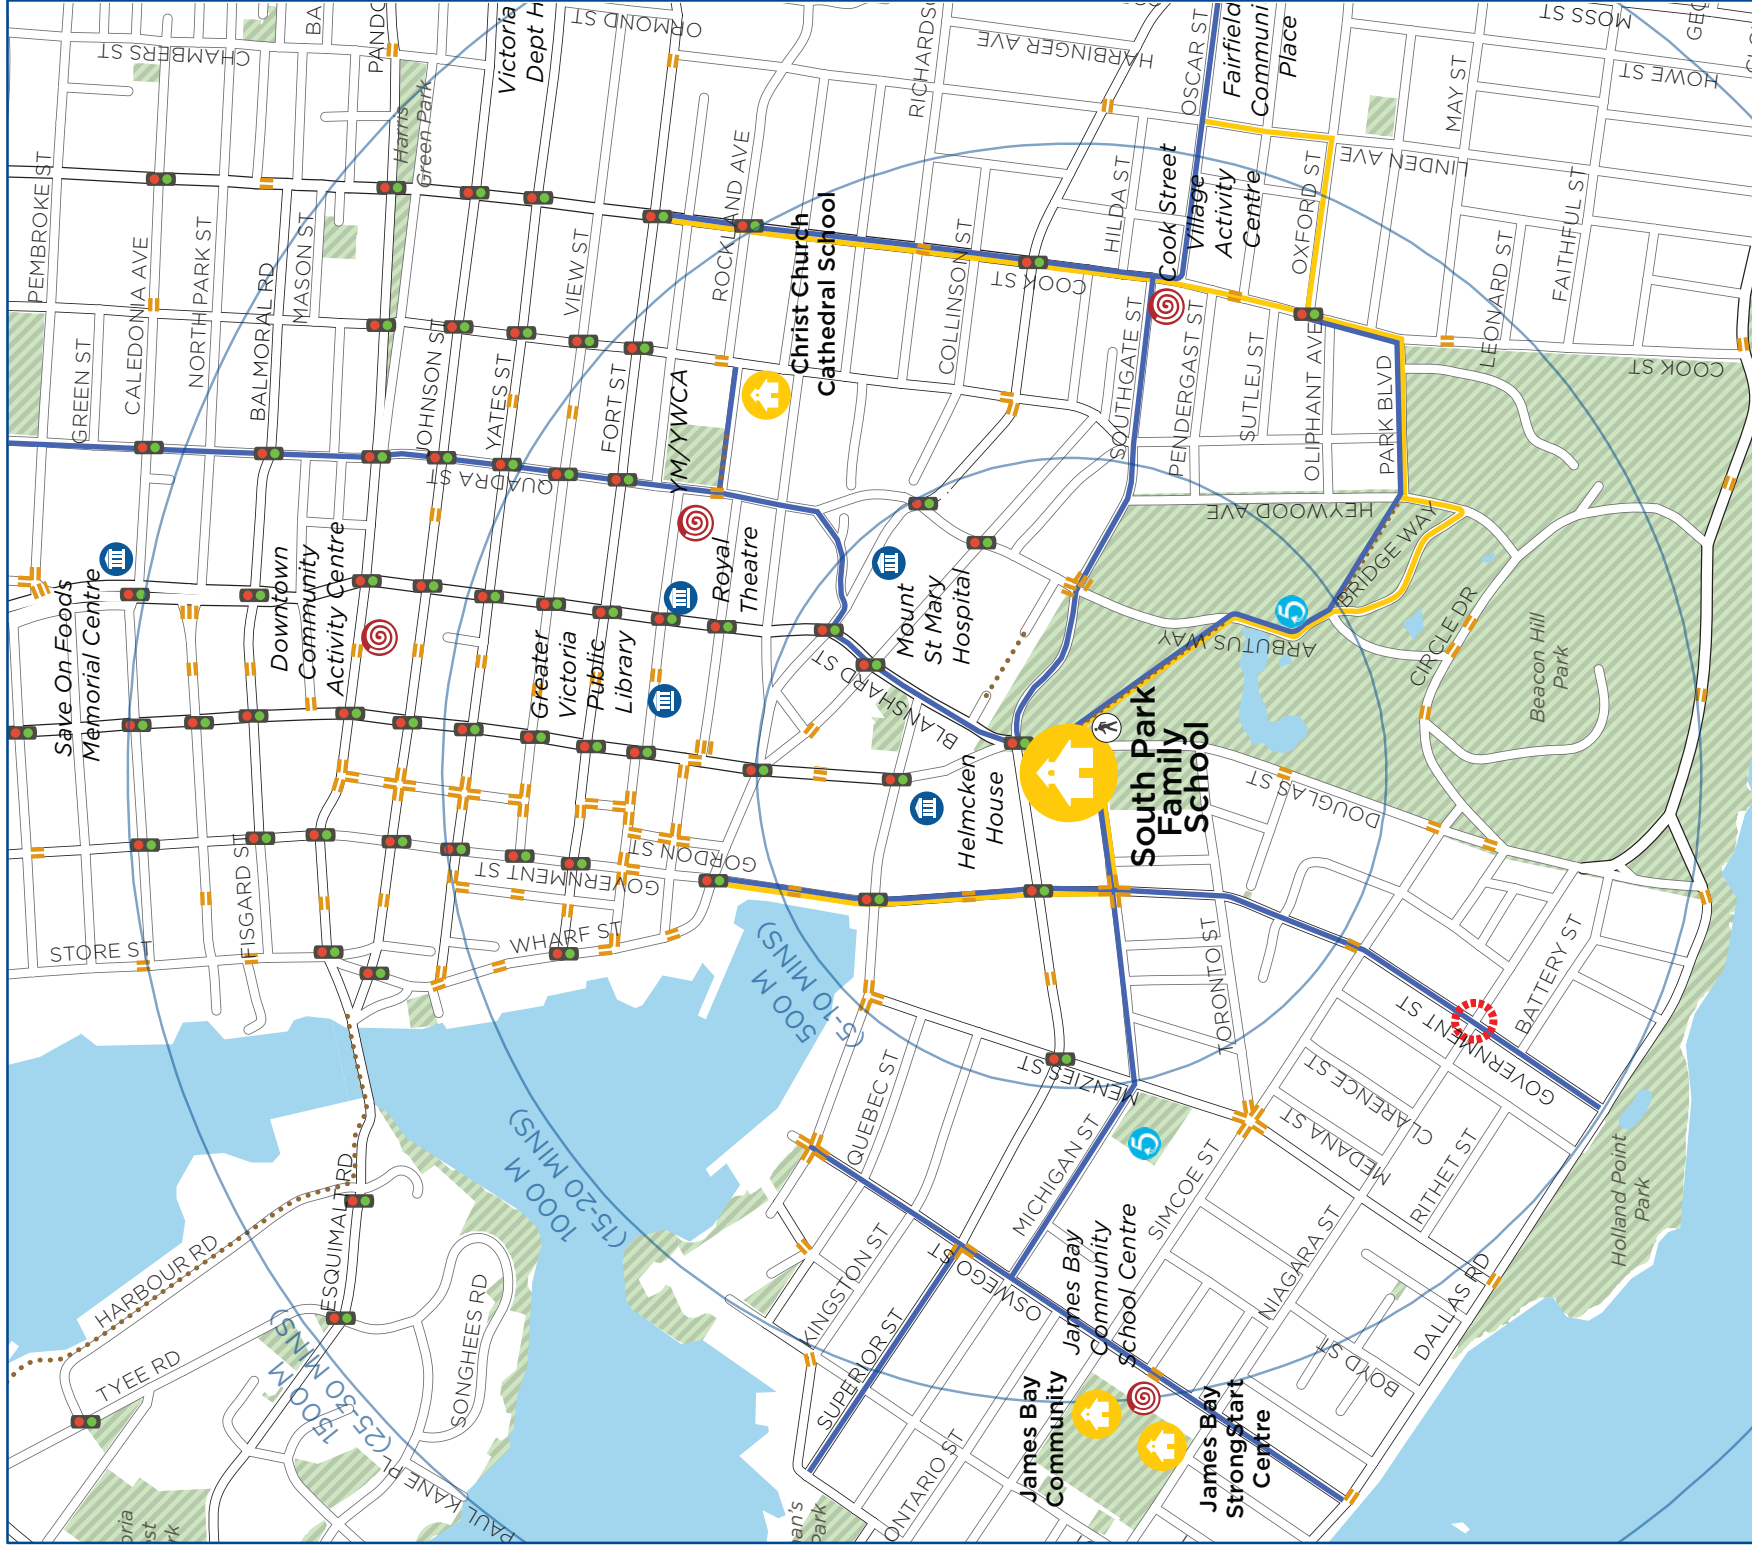 CHAMBERS ST
PEMBROKE ST
GREEN ST
CALEDONIA AVE
NORTH PARK ST
BALMORAL RD
MASON ST
Harris
Green Park
Victoria
ORMOND ST
JOHNSON ST
YATES ST
VIEW ST
FORT ST
QUADRA ST
YM/YWCA
ROCKLAND AVE
Christ Church
Cathedral School
COLLINSON ST
COOK ST
HARBINGER AVE
HILDA ST
OSCAR ST
Fairfield
Place
Cook Street
Village
Activity
Centre
OXFORD ST
LINDEN AVE
MAY ST
MOSS ST
HOWE ST
FAITHFUL ST
LEONARD ST
COOK ST
SOUTHGATE ST
PENDERGAST ST
SUTLEJ ST
OLIPHANT AVE
PARK BLVD
HEYWOOD AVE
BRIDGE WAY
ARBUTUS WAY
CIRCLE DR
Beacon Hill
Park
Save On Foods
Memorial Centre
Downtown
Community
Activity Centre
Greater
Victoria
Public
Library
Royal
Theatre
Mount
St Mary
Hospital
BLANSHARD ST
Helmcken
House
South Park
Family
School
DOUGLAS ST
STORE ST
FISGARD ST
GOVERNMENT ST
GORDON ST
WHARF ST
500 M
(5-10 MINS)
1000 M
(15-20 MINS)
1500 M
(25-30 MINS)
QUEBEC ST
MENZIES ST
TORONTO ST
GOVERNMENT ST
BATTERY ST
CLARENCE ST
MEDANA ST
RITHET ST
MICHIGAN ST
SIMCOE ST
NIAGARA ST
BOYD ST
DALLAS RD
Holland Point
Park
HARBOUR RD
TYEE RD
ESQUIMALT RD
SONGHEES RD
PAUL KANE PL
KINGSTON ST
SUPERIOR ST
OSWEGO ST
ONTARIO ST
James Bay
Community
School Centre
James Bay
Community
James Bay
StrongStart
Centre
Park